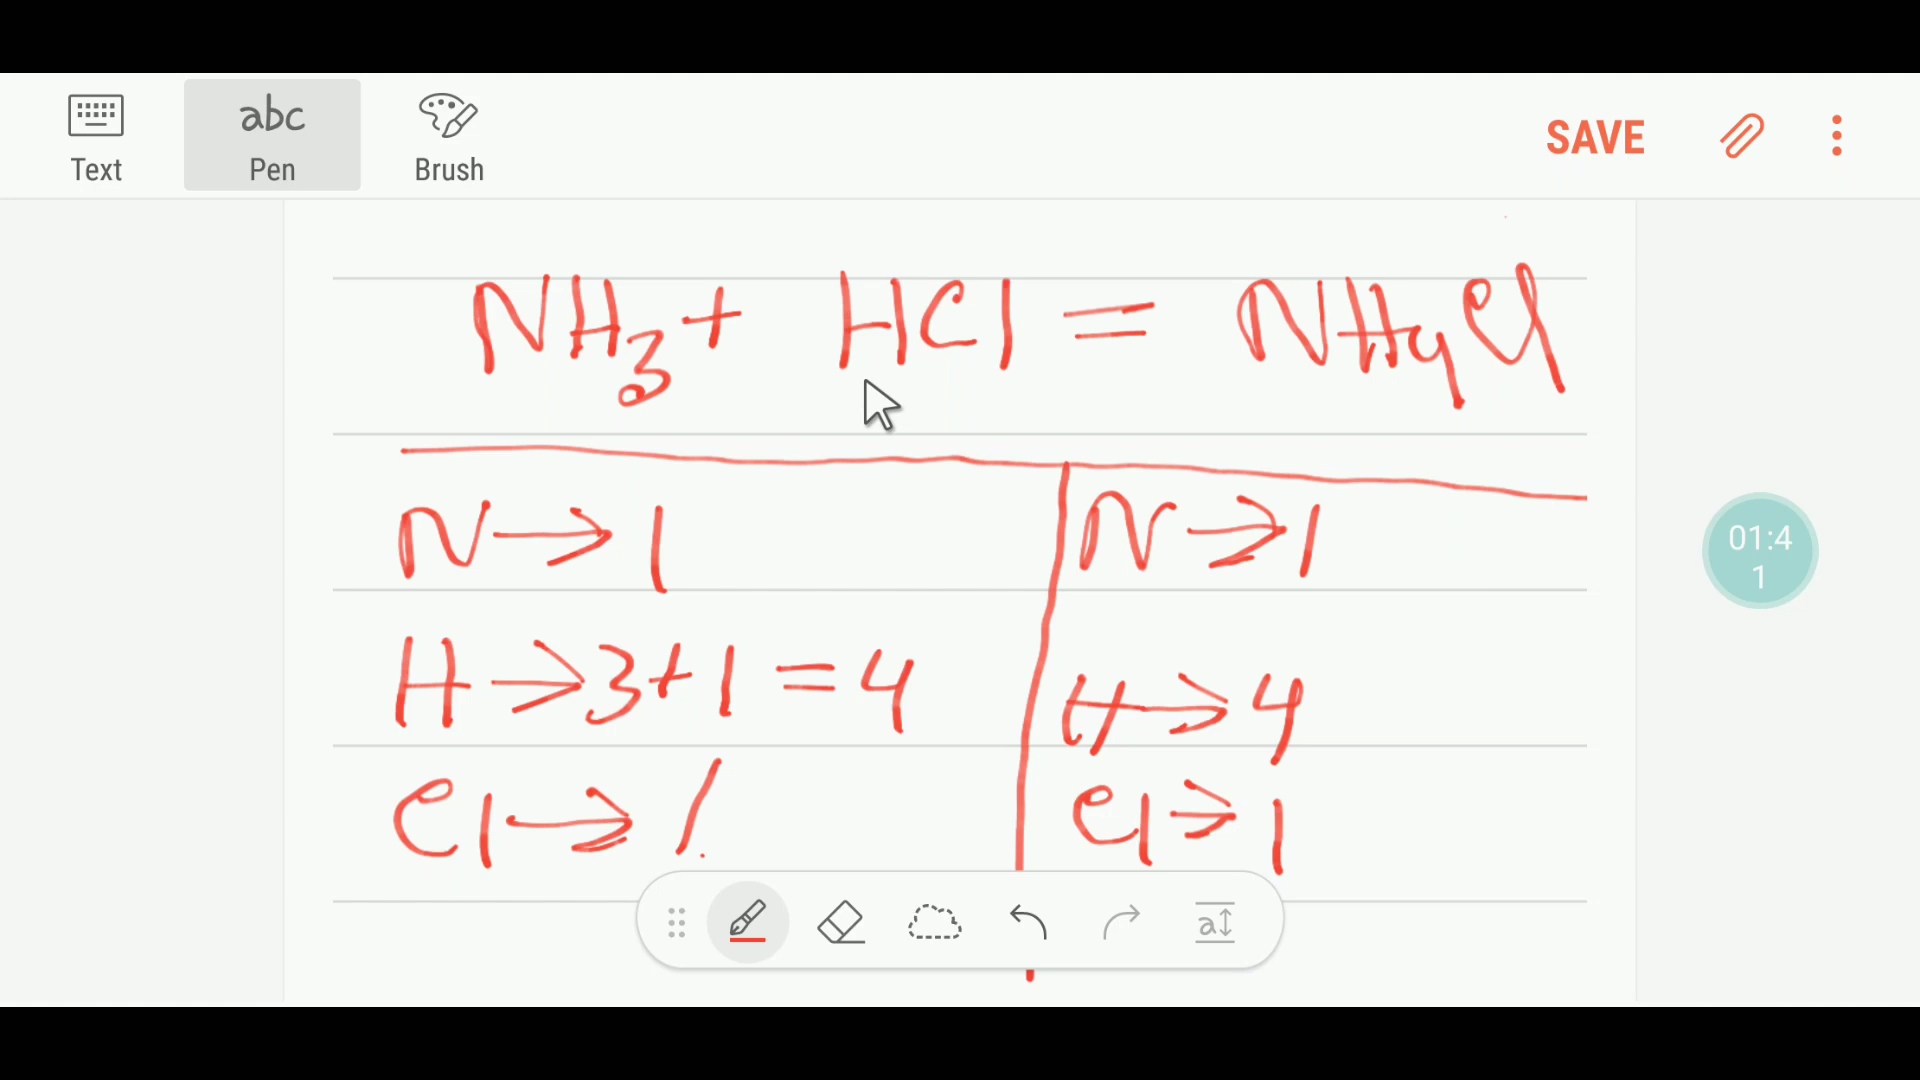 Text
abc
Pen
Brush
SAVE
NH3 + HCl = NH4Cl
N → 1
N → 1
H → 3+1 = 4
H → 4
Cl → 1
Cl → 1
01:4
1
a